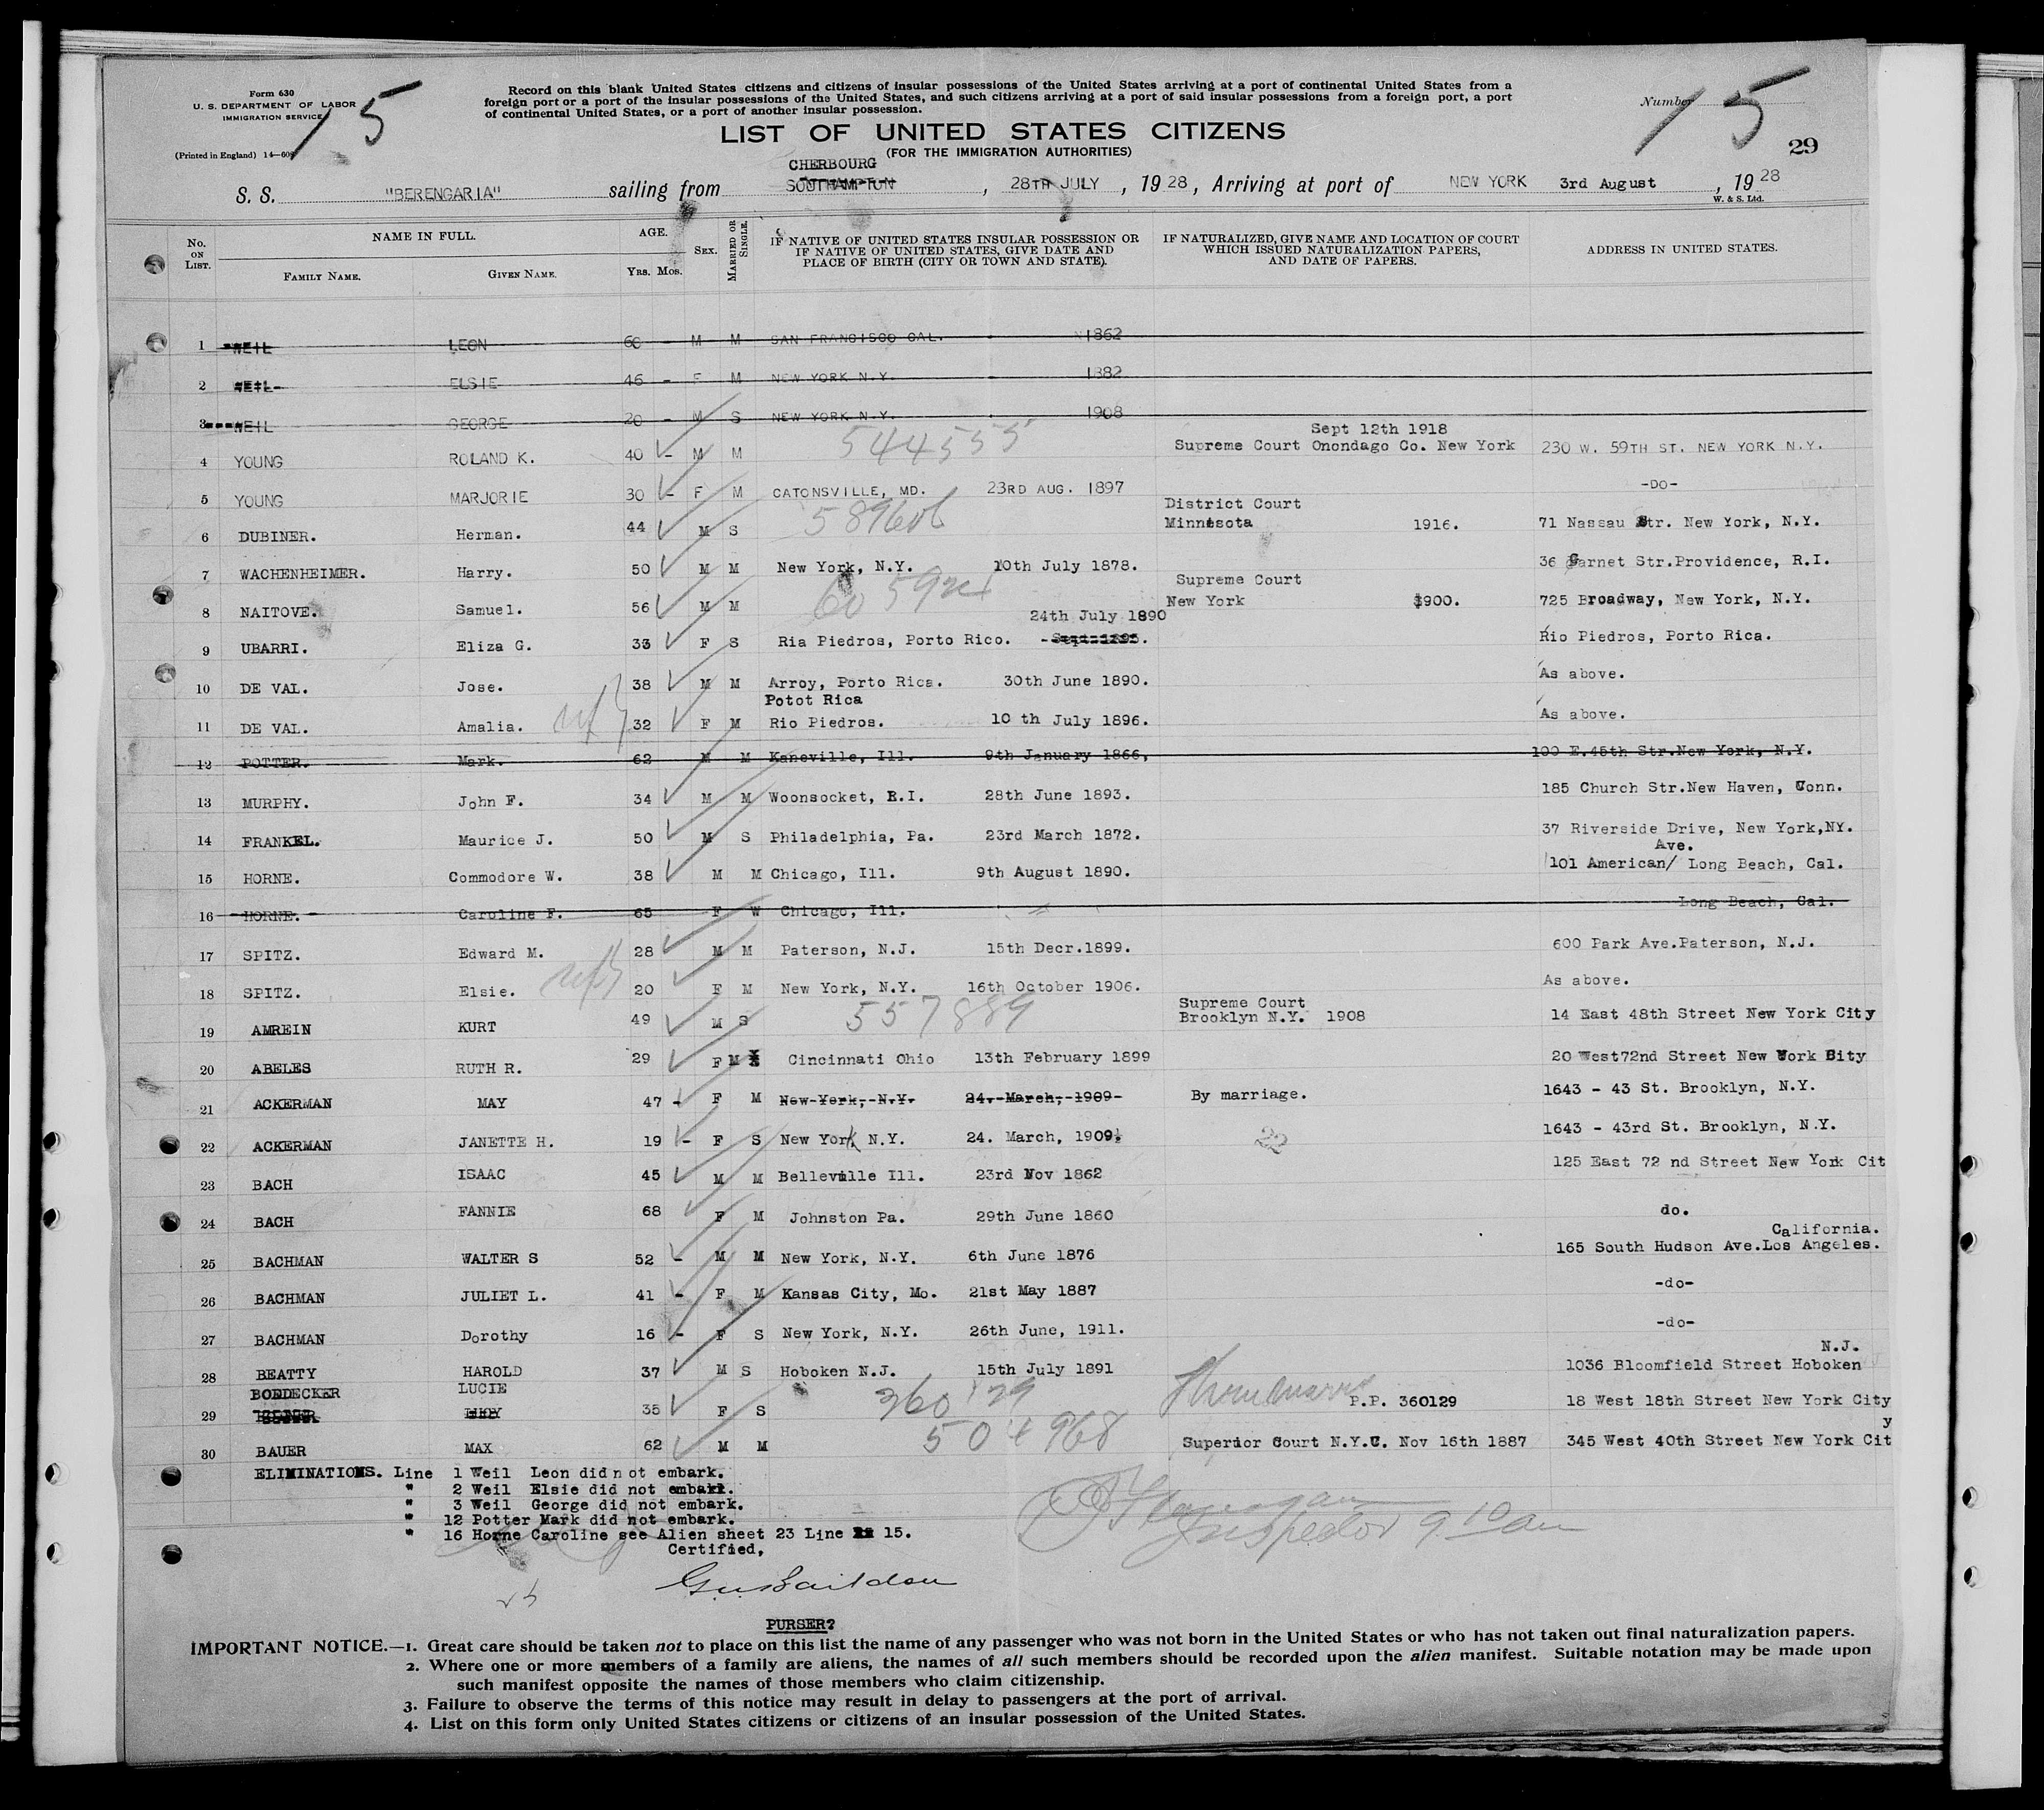 Form 630
U. S. DEPARTMENT OF LABOR
IMMIGRATION SERVICE
(Printed in England) 14—60
15
Record on this blank United States citizens and citizens of insular possessions of the United States arriving at a port of continental United States from a
foreign port or a port of the insular possessions of the United States, and such citizens arriving at a port of said insular possessions from a foreign port, a port
of continental United States, or a port of another insular possession.
Number 15
29
LIST OF UNITED STATES CITIZENS
(FOR THE IMMIGRATION AUTHORITIES)
CHERBOURG
S. S. "BERENGARIA" sailing from SOUTHAMPTON, 28TH JULY, 1928, Arriving at port of NEW YORK 3rd August, 1928
W. & S. Ltd.
No. ON LIST. NAME IN FULL. FAMILY NAME. GIVEN NAME. AGE. YRS. MOS. SEX. MARRIED OR SINGLE. IF NATIVE OF UNITED STATES INSULAR POSSESSION OR IF NATIVE OF UNITED STATES, GIVE DATE AND PLACE OF BIRTH (CITY OR TOWN AND STATE). IF NATURALIZED, GIVE NAME AND LOCATION OF COURT WHICH ISSUED NATURALIZATION PAPERS, AND DATE OF PAPERS. ADDRESS IN UNITED STATES.
1 WEIL LEON 66 - M M SAN FRANCISCO CAL. 1862
2 WEIL ELSIE 46 - F M NEW YORK N.Y. 1882
3 WEIL GEORGE 20 - M S NEW YORK N.Y. 1908
Sept 12th 1918
4 YOUNG ROLAND K. 40 - M M 544555 Supreme Court Onondago Co. New York 230 W. 59TH ST. NEW YORK N.Y.
5 YOUNG MARJORIE 30 - F M CATONSVILLE, MD. 23RD AUG. 1897 -DO-
District Court
6 DUBINER. Herman. 44 M S 589606 Minnesota 1916. 71 Nassau Str. New York, N.Y.
7 WACHENHEIMER. Harry. 50 M M New York, N.Y. 10th July 1878. 36 Garnet Str.Providence, R.I.
Supreme Court
8 NAITOVE. Samuel. 56 M M New York 1900. 725 Broadway, New York, N.Y.
24th July 1890
9 UBARRI. Eliza G. 33 F S Ria Piedros, Porto Rico. Rio Piedros, Porto Rica.
10 DE VAL. Jose. 38 M M Arroy, Porto Rica. 30th June 1890. As above.
Potot Rica
11 DE VAL. Amalia. 32 F M Rio Piedros. 10 th July 1896. As above.
12 POTTER. Mark. 62 M M Kaneville, Ill. 9th January 1866, 100 E.45th Str.New York, N.Y.
13 MURPHY. John F. 34 M M Woonsocket, R.I. 28th June 1893. 185 Church Str.New Haven, Conn.
14 FRANKEL. Maurice J. 50 M S Philadelphia, Pa. 23rd March 1872. 37 Riverside Drive, New York,NY.
Ave.
15 HORNE. Commodore W. 38 M M Chicago, Ill. 9th August 1890. 101 American/ Long Beach, Cal.
16 HORNE. Caroline F. 65 F W Chicago, Ill. Long Beach, Cal.
17 SPITZ. Edward M. 28 M M Paterson, N.J. 15th Decr.1899. 600 Park Ave.Paterson, N.J.
18 SPITZ. Elsie. 20 F M New York, N.Y. 16th October 1906. As above.
Supreme Court
19 AMREIN KURT 49 M S 557889 Brooklyn N.Y. 1908 14 East 48th Street New York City
20 ABELES RUTH R. 29 F M Cincinnati Ohio 13th February 1899 20 West72nd Street New York City
21 ACKERMAN MAY 47 - F M New-York,-N.Y. 24.-March,-1909- By marriage. 1643 - 43 St. Brooklyn, N.Y.
22 ACKERMAN JANETTE H. 19 - F S New York N.Y. 24. March, 1909. 22 1643 - 43rd St. Brooklyn, N.Y.
23 BACH ISAAC 45 M M Belleville Ill. 23rd Nov 1862 125 East 72 nd Street New York Cit
24 BACH FANNIE 68 F M Johnston Pa. 29th June 1860 do.
California.
25 BACHMAN WALTER S 52 - M M New York, N.Y. 6th June 1876 165 South Hudson Ave.Los Angeles.
26 BACHMAN JULIET L. 41 - F M Kansas City, Mo. 21st May 1887 -do-
27 BACHMAN Dorothy 16 - F S New York, N.Y. 26th June, 1911. -do-
N.J.
28 BEATTY HAROLD 37 M S Hoboken N.J. 15th July 1891 1036 Bloomfield Street Hoboken
BOEDECKER LUCIE
29 35 F S 360129 P.P. 360129 18 West 18th Street New York City
y
30 BAUER MAX 62 M M 504968 Superior Court N.Y.C. Nov 16th 1887 345 West 40th Street New York Cit
ELIMINATIONS. Line 1 Weil Leon did not embark.
" 2 Weil Elsie did not embark.
" 3 Weil George did not embark.
" 12 Potter Mark did not embark.
" 16 Horne Caroline see Alien sheet 23 Line 15.
Certified,
Inspector 9 10 am
PURSER?
IMPORTANT NOTICE.—1. Great care should be taken not to place on this list the name of any passenger who was not born in the United States or who has not taken out final naturalization papers.
2. Where one or more members of a family are aliens, the names of all such members should be recorded upon the alien manifest. Suitable notation may be made upon
such manifest opposite the names of those members who claim citizenship.
3. Failure to observe the terms of this notice may result in delay to passengers at the port of arrival.
4. List on this form only United States citizens or citizens of an insular possession of the United States.